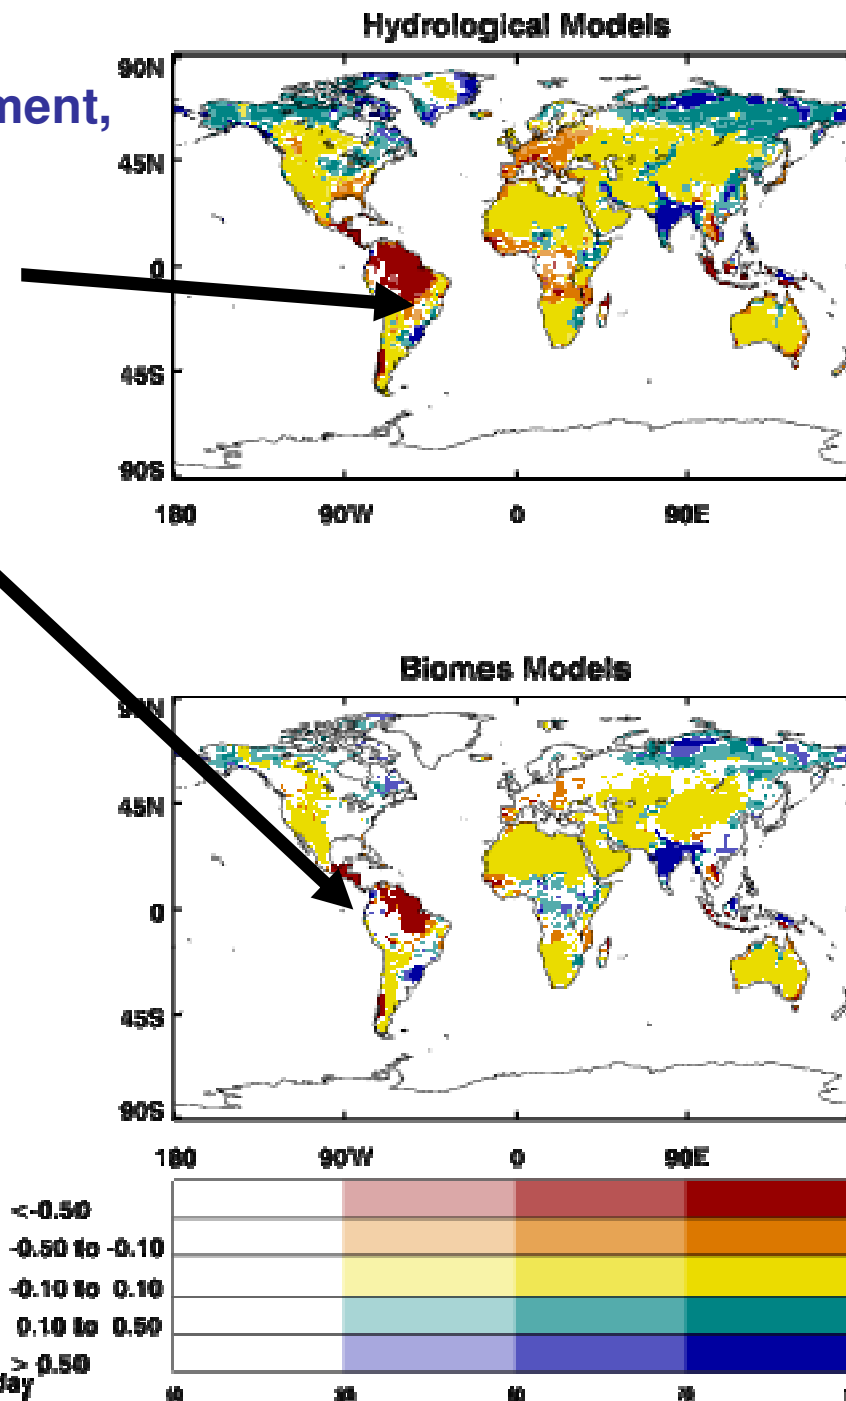 Hydrological Models
ment,
90N
45N
0
45S
90S
180 90W 0 90E
Biomes Models
45N
0
45S
90S
180 90W 0 90E
<-0.50
-0.50 to -0.10
-0.10 to 0.10
0.10 to 0.50
> 0.50
day